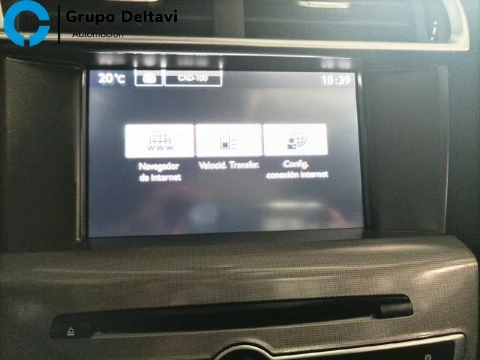 Grupo Deltavi
Automoción
20°C CAD-100 18:39
WWW
Navegador
de Internet
Velocid. Transfer.
Config.
conexión Internet